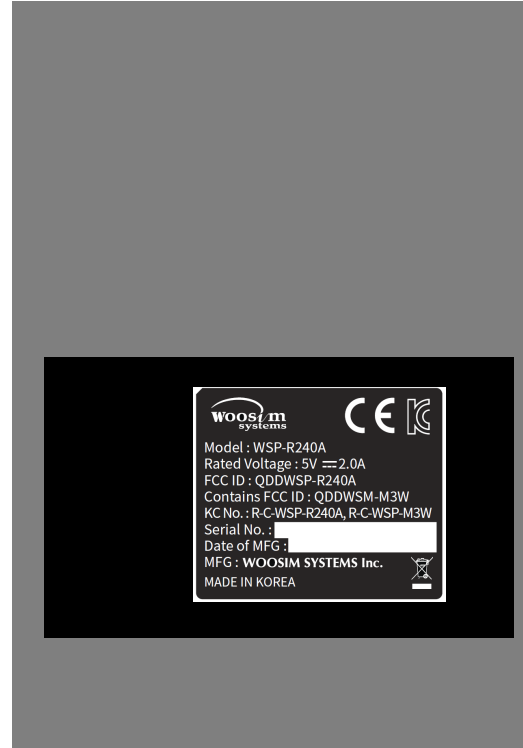 woosim
systems
CE
Model : WSP-R240A
Rated Voltage : 5V ⎓ 2.0A
FCC ID : QDDWSP-R240A
Contains FCC ID : QDDWSM-M3W
KC No. : R-C-WSP-R240A, R-C-WSP-M3W
Serial No. :
Date of MFG :
MFG : WOOSIM SYSTEMS Inc.
MADE IN KOREA